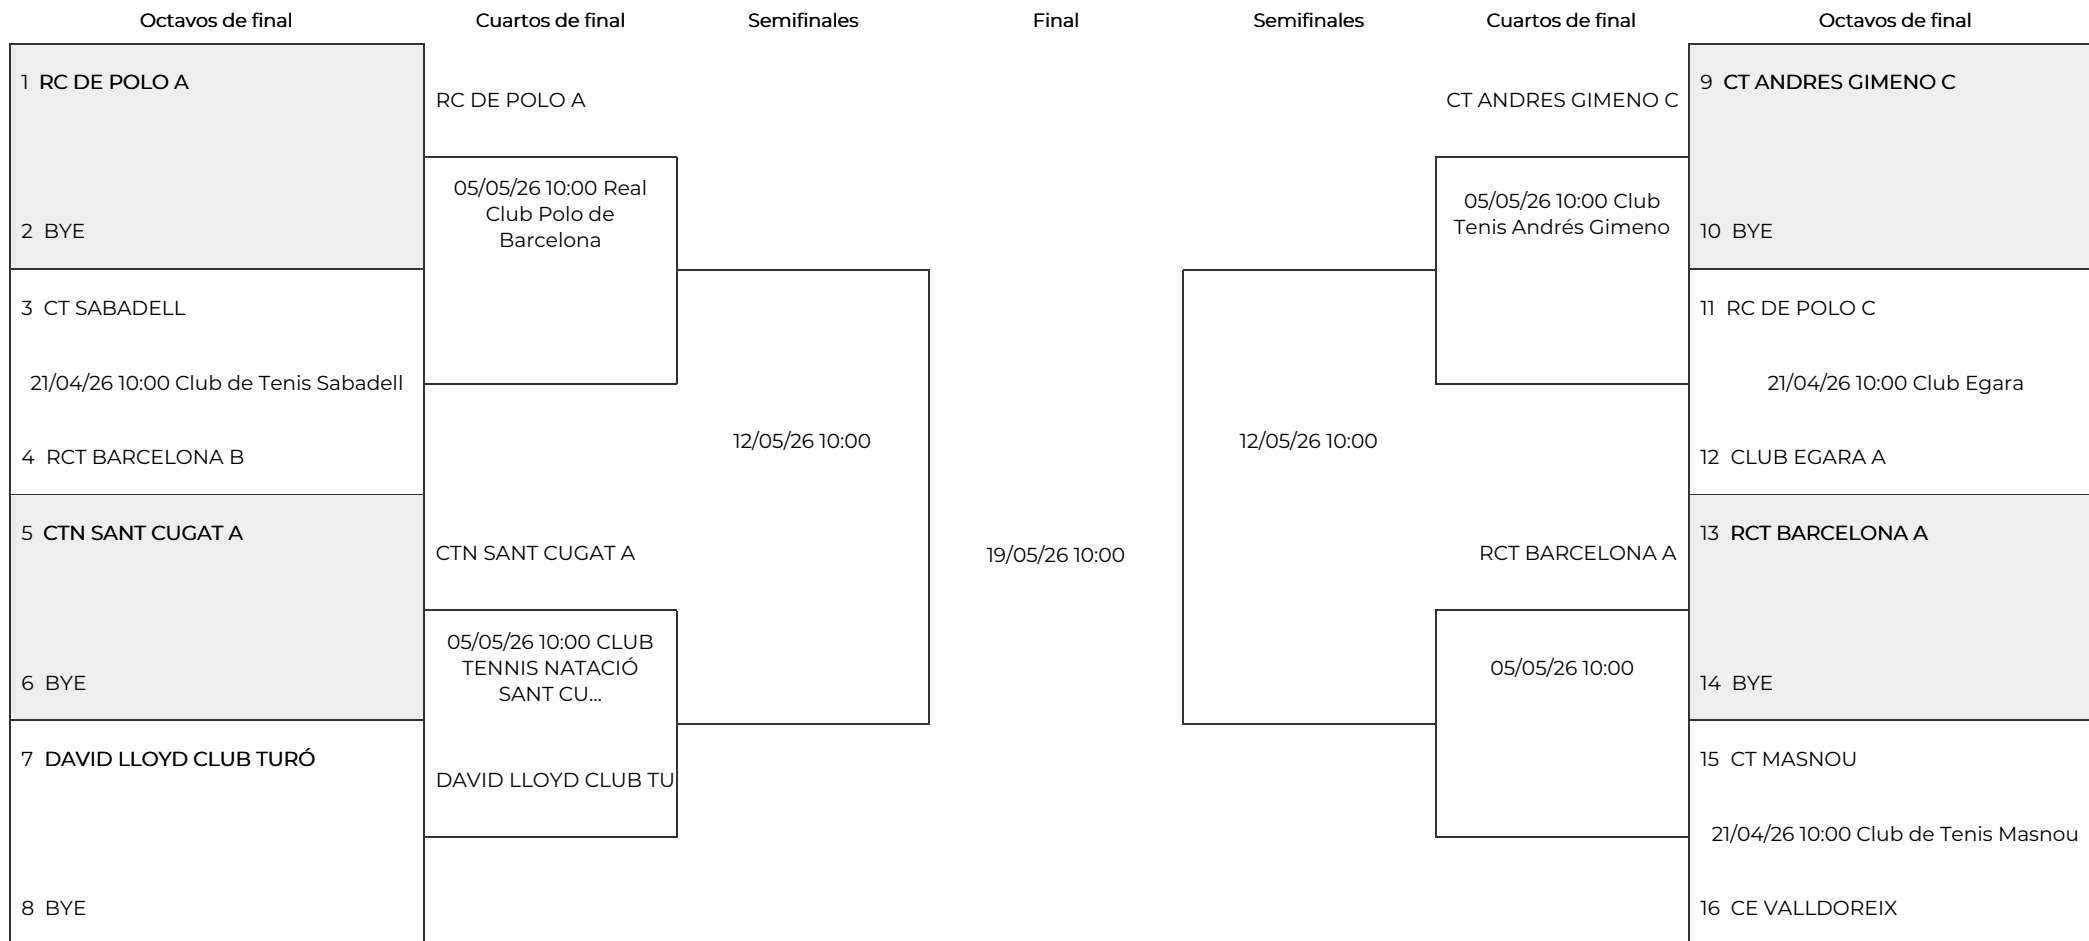 Octavos de final
Cuartos de final
Semifinales
Final
Semifinales
Cuartos de final
Octavos de final
1 RC DE POLO A
2 BYE
3 CT SABADELL
21/04/26 10:00 Club de Tenis Sabadell
4 RCT BARCELONA B
5 CTN SANT CUGAT A
6 BYE
7 DAVID LLOYD CLUB TURÓ
8 BYE
RC DE POLO A
05/05/26 10:00 Real
Club Polo de
Barcelona
CTN SANT CUGAT A
05/05/26 10:00 CLUB
TENNIS NATACIÓ
SANT CU...
DAVID LLOYD CLUB TU
12/05/26 10:00
19/05/26 10:00
12/05/26 10:00
CT ANDRES GIMENO C
05/05/26 10:00 Club
Tenis Andrés Gimeno
RCT BARCELONA A
05/05/26 10:00
9 CT ANDRES GIMENO C
10 BYE
11 RC DE POLO C
21/04/26 10:00 Club Egara
12 CLUB EGARA A
13 RCT BARCELONA A
14 BYE
15 CT MASNOU
21/04/26 10:00 Club de Tenis Masnou
16 CE VALLDOREIX